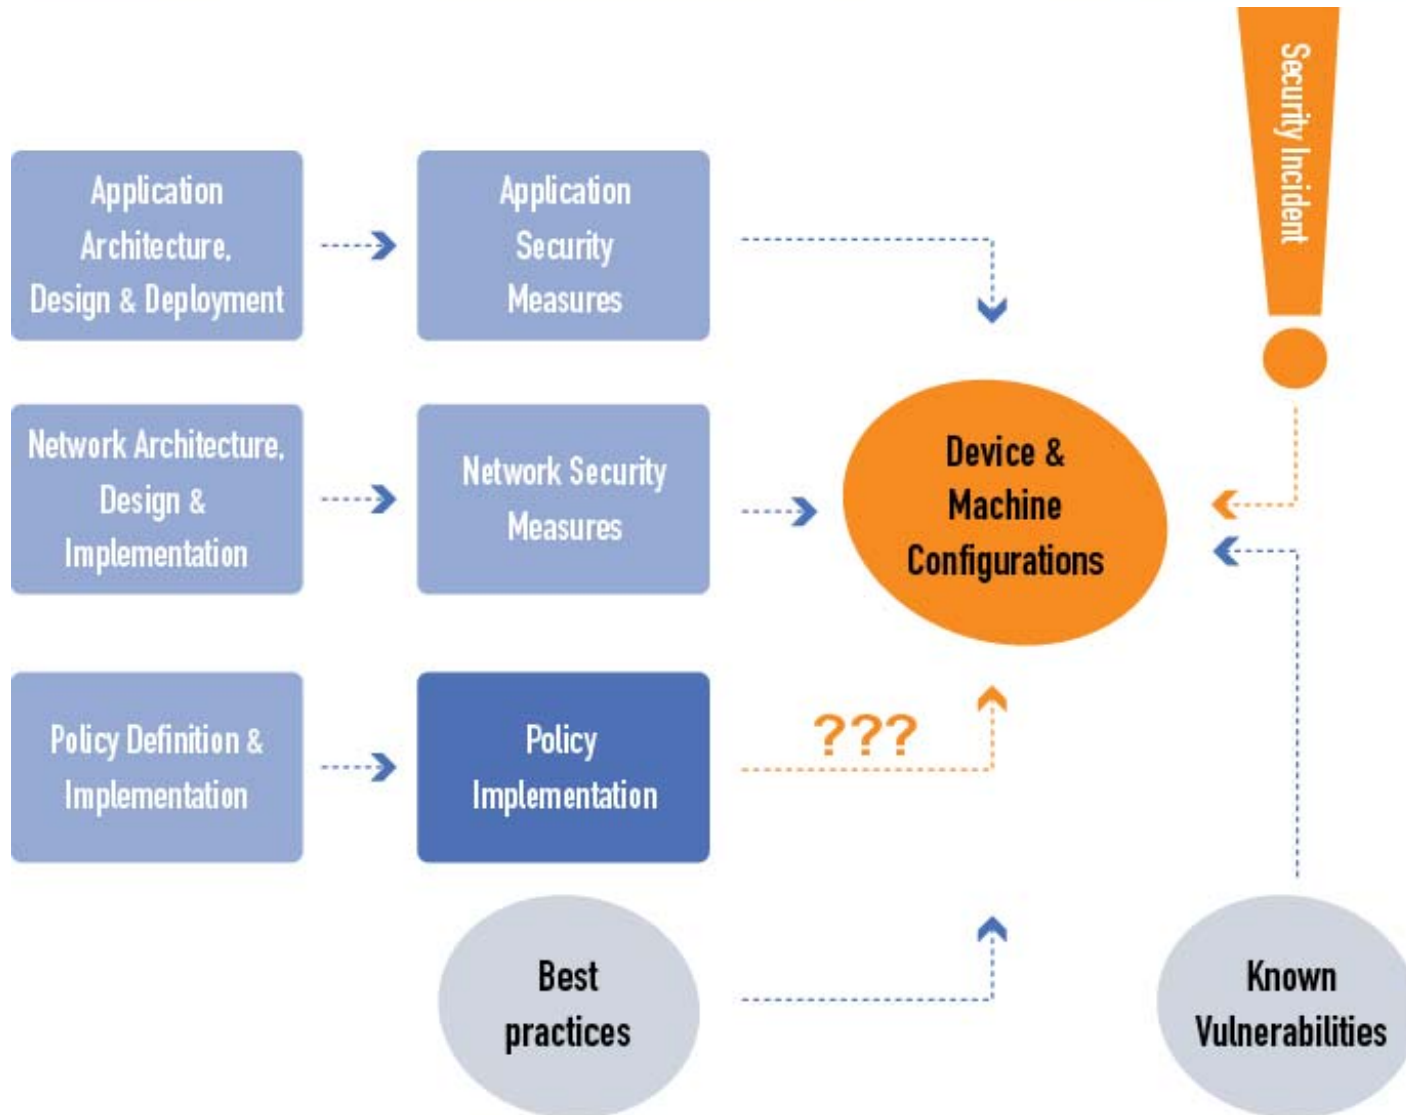 Security Incident
Application
Architecture,
Design & Deployment
Application
Security
Measures
Network Architecture,
Design &
Implementation
Network Security
Measures
Device &
Machine
Configurations
Policy Definition &
Implementation
Policy
Implementation
???
Best
practices
Known
Vulnerabilities